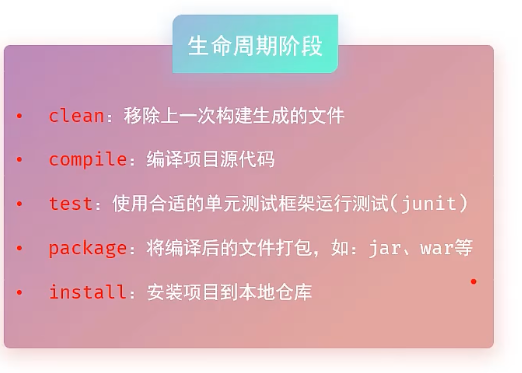 生命周期阶段
• clean：移除上一次构建生成的文件
• compile：编译项目源代码
• test：使用合适的单元测试框架运行测试(junit)
• package：将编译后的文件打包，如：jar、war等
• install：安装项目到本地仓库